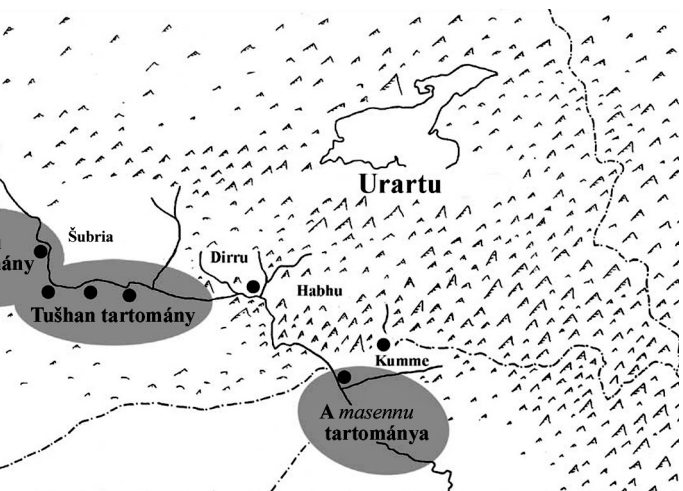 Urartu
Šubria
Dirru
Habhu
ány
Tušhan tartomány
Kumme
A masennu
tartománya